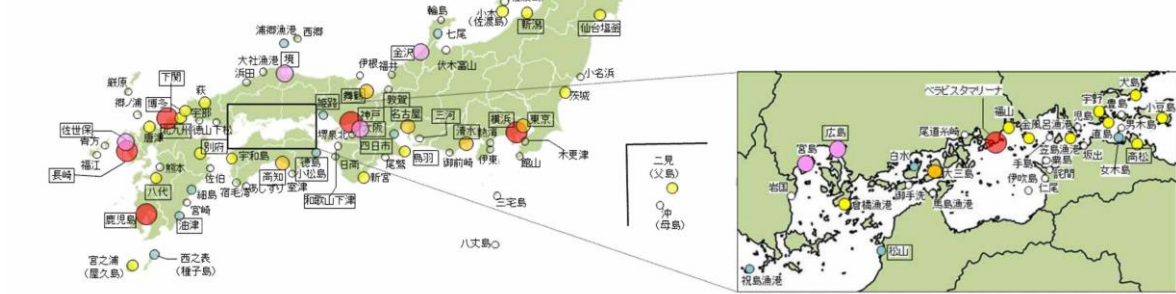 輪島
小木
(佐渡島)
新潟
仙台塩釜
浦郷漁港
西郷
七尾
金沢
伏木富山
大社漁港
境
浜田
伊根
福井
小名浜
厳原
下関
萩
郷ノ浦
博多
宇部
舞鶴
敦賀
姫路
神戸
名古屋
三河
茨城
佐世保
北九州
徳山下松
大阪
横浜
東京
青方
唐津
別府
堺泉北
四日市
清水
熱海
福江
熊本
宇和島
徳島
小松島
日高
尾鷲
鳥羽
御前崎
伊東
館山
木更津
長崎
佐伯
高知
室津
新宮
八代
細島
宿毛湾
あしずり
和歌山下津
三宅島
鹿児島
宮崎
油津
八丈島
宮之浦
(屋久島)
西之表
(種子島)
二見
(父島)
沖
(母島)
ベラビスタマリーナ
犬島
宇野
豊島
小豆島
福山
児島
尾道糸崎
金風呂漁港
男木島
広島
直島
宮島
笠島漁港
坂出
高松
白水
手島
粟島
女木島
大三島
詫間
伊吹島
岩国
御手洗
仁尾
馬島漁港
松山
祝島漁港